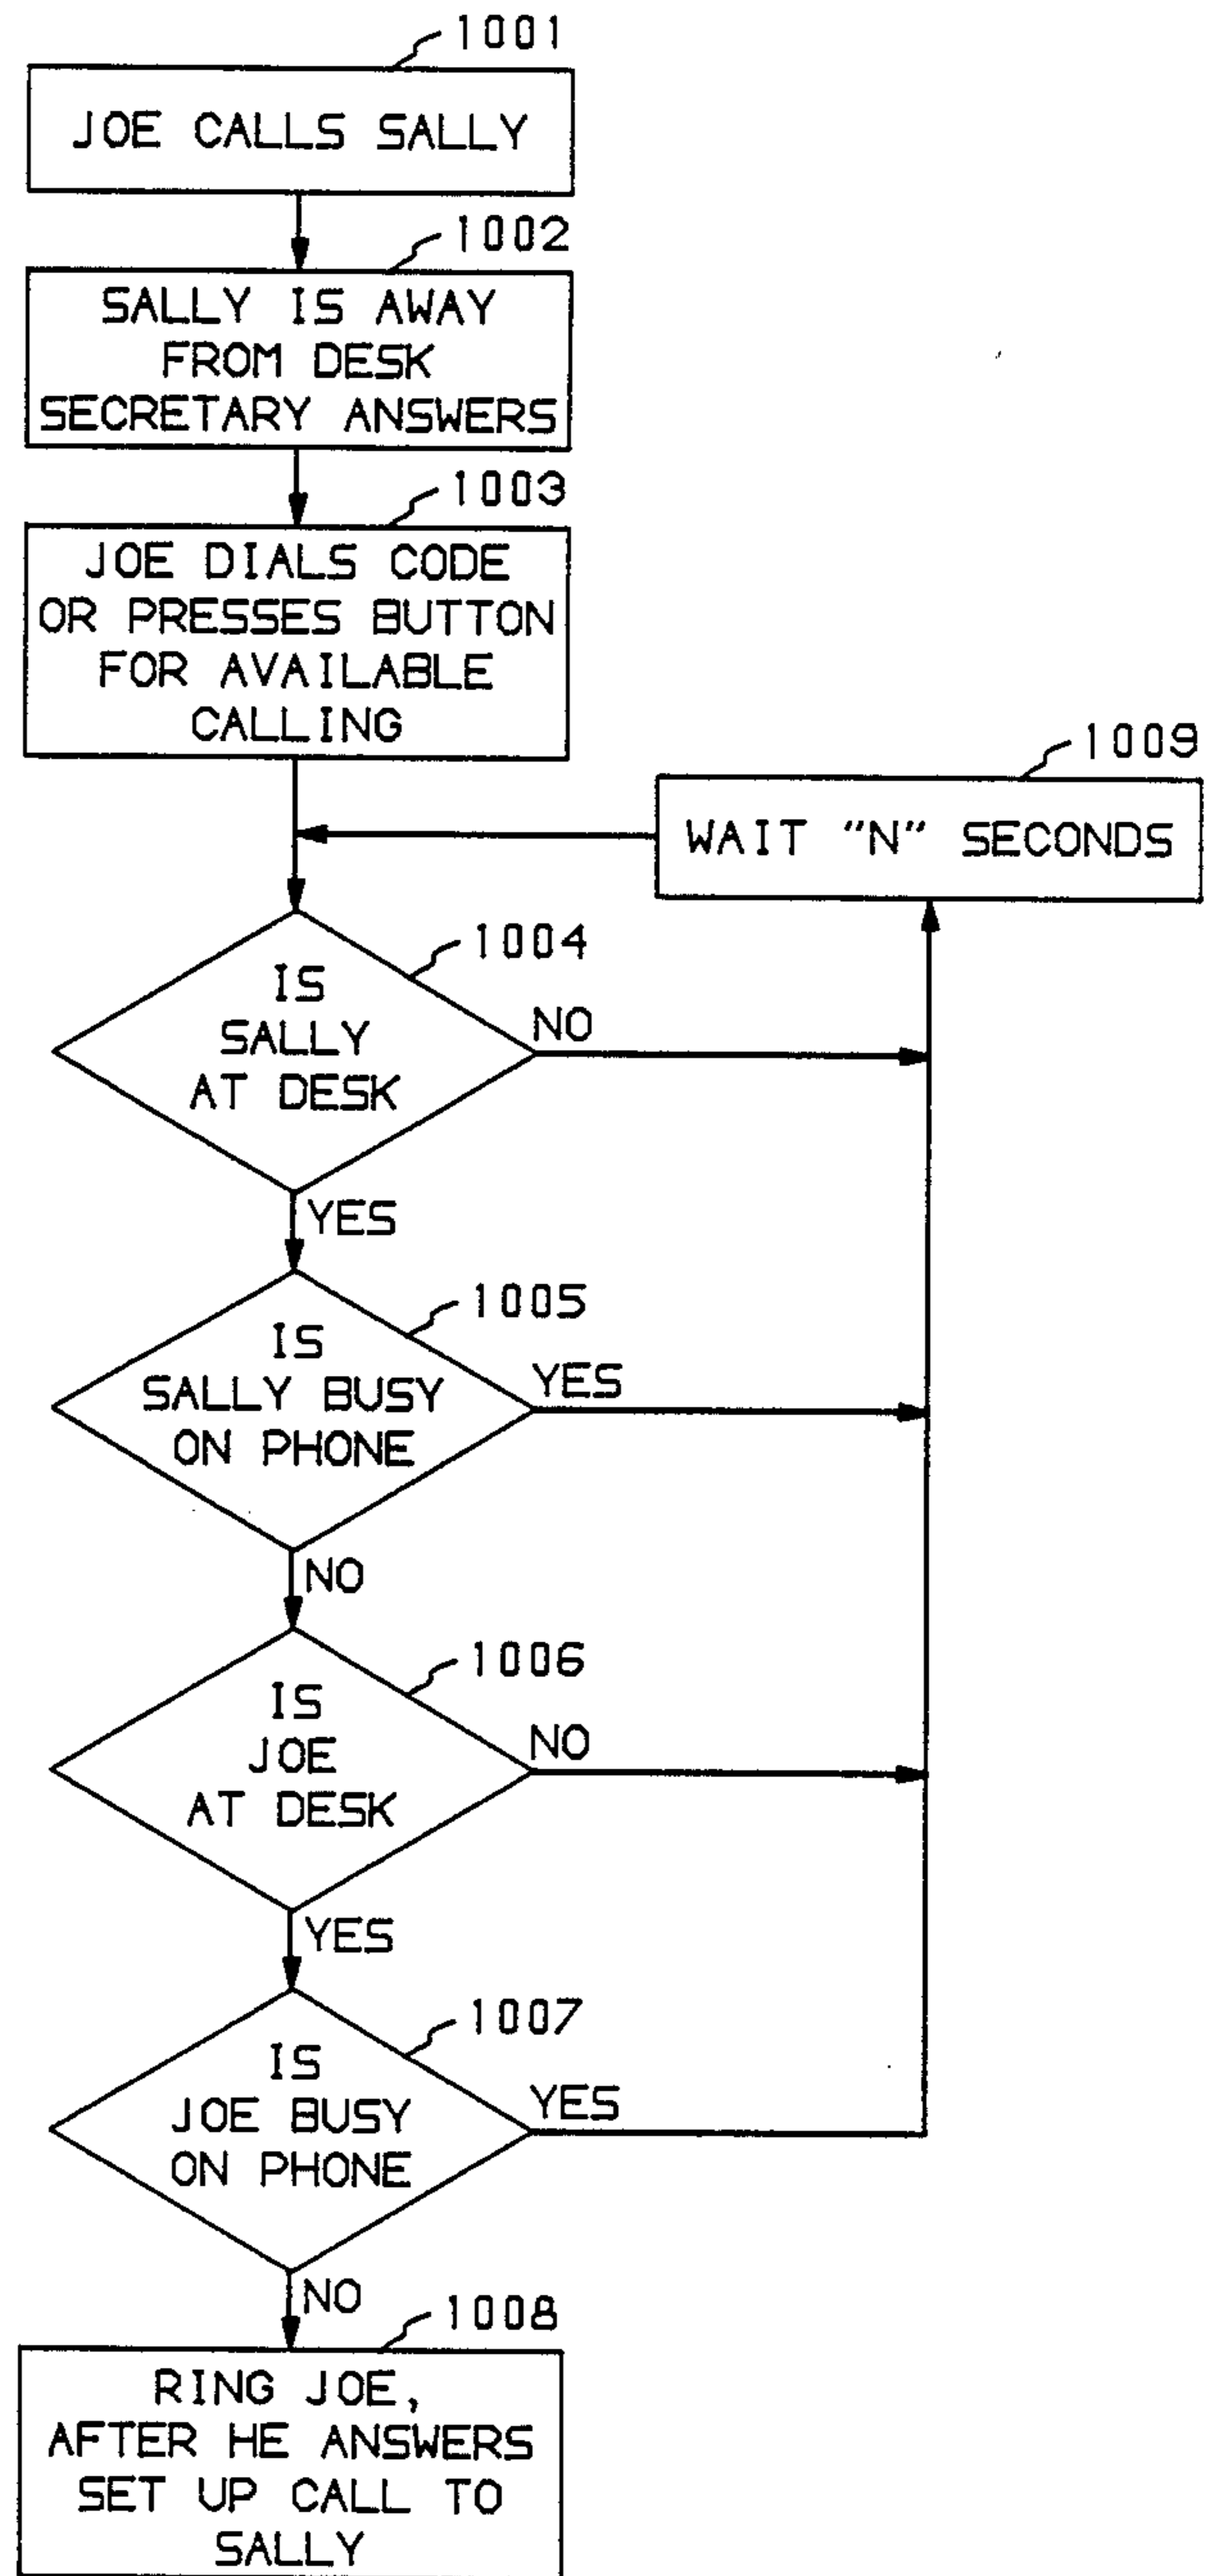 1001
JOE CALLS SALLY
1002
SALLY IS AWAY
FROM DESK
SECRETARY ANSWERS
1003
JOE DIALS CODE
OR PRESSES BUTTON
FOR AVAILABLE
CALLING
1009
WAIT "N" SECONDS
1004
IS
SALLY
AT DESK
NO
YES
1005
IS
SALLY BUSY
ON PHONE
YES
NO
1006
IS
JOE
AT DESK
NO
YES
1007
IS
JOE BUSY
ON PHONE
YES
NO
1008
RING JOE,
AFTER HE ANSWERS
SET UP CALL TO
SALLY